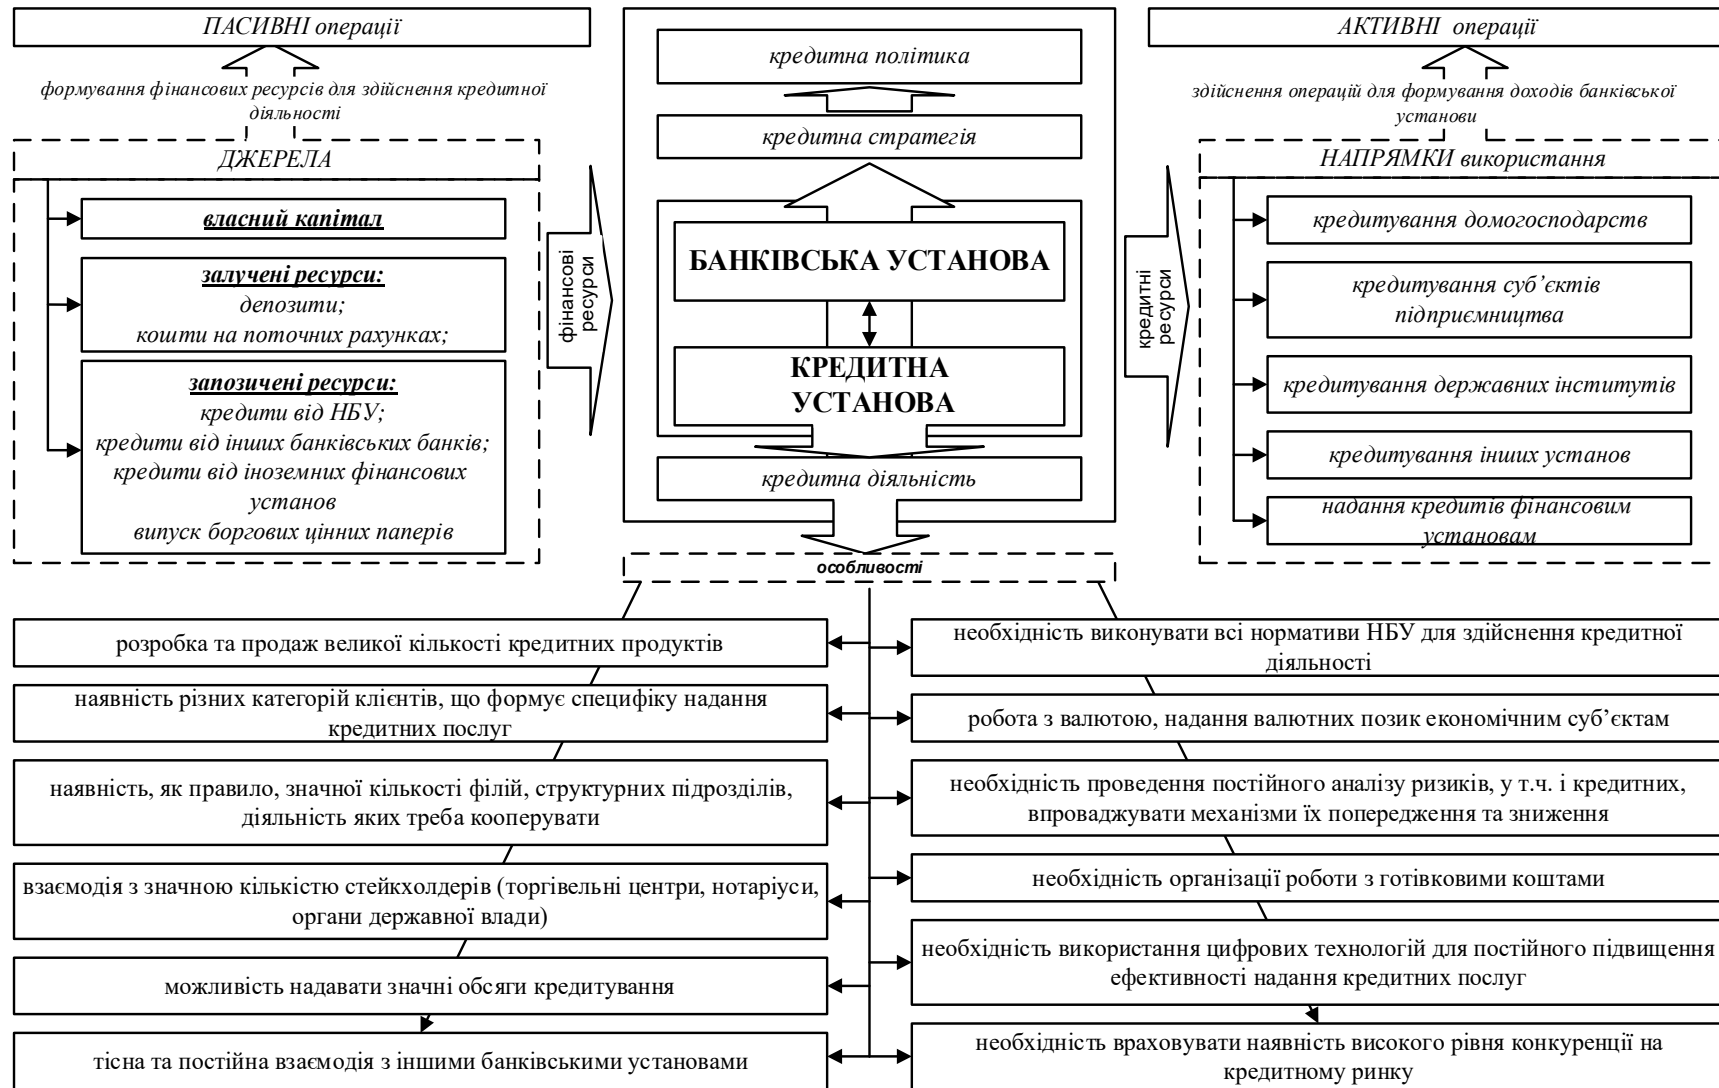 ПАСИВНІ операції
формування фінансових ресурсів для здійснення кредитної
діяльності
ДЖЕРЕЛА
власний капітал
залучені ресурси:
депозити;
кошти на поточних рахунках;
запозичені ресурси:
кредити від НБУ;
кредити від інших банківських банків;
кредити від іноземних фінансових
установ
випуск боргових цінних паперів
фінансові
ресурси
кредитна політика
кредитна стратегія
БАНКІВСЬКА УСТАНОВА
КРЕДИТНА
УСТАНОВА
кредитна діяльність
кредитні
ресурси
АКТИВНІ операції
здійснення операцій для формування доходів банківської
установи
НАПРЯМКИ використання
кредитування домогосподарств
кредитування суб’єктів
підприємництва
кредитування державних інститутів
кредитування інших установ
надання кредитів фінансовим
установам
особливості
розробка та продаж великої кількості кредитних продуктів
наявність різних категорій клієнтів, що формує специфіку надання
кредитних послуг
наявність, як правило, значної кількості філій, структурних підрозділів,
діяльність яких треба кооперувати
взаємодія з значною кількістю стейкхолдерів (торгівельні центри, нотаріуси,
органи державної влади)
можливість надавати значні обсяги кредитування
тісна та постійна взаємодія з іншими банківськими установами
необхідність виконувати всі нормативи НБУ для здійснення кредитної
діяльності
робота з валютою, надання валютних позик економічним суб’єктам
необхідність проведення постійного аналізу ризиків, у т.ч. і кредитних,
впроваджувати механізми їх попередження та зниження
необхідність організації роботи з готівковими коштами
необхідність використання цифрових технологій для постійного підвищення
ефективності надання кредитних послуг
необхідність враховувати наявність високого рівня конкуренції на
кредитному ринку